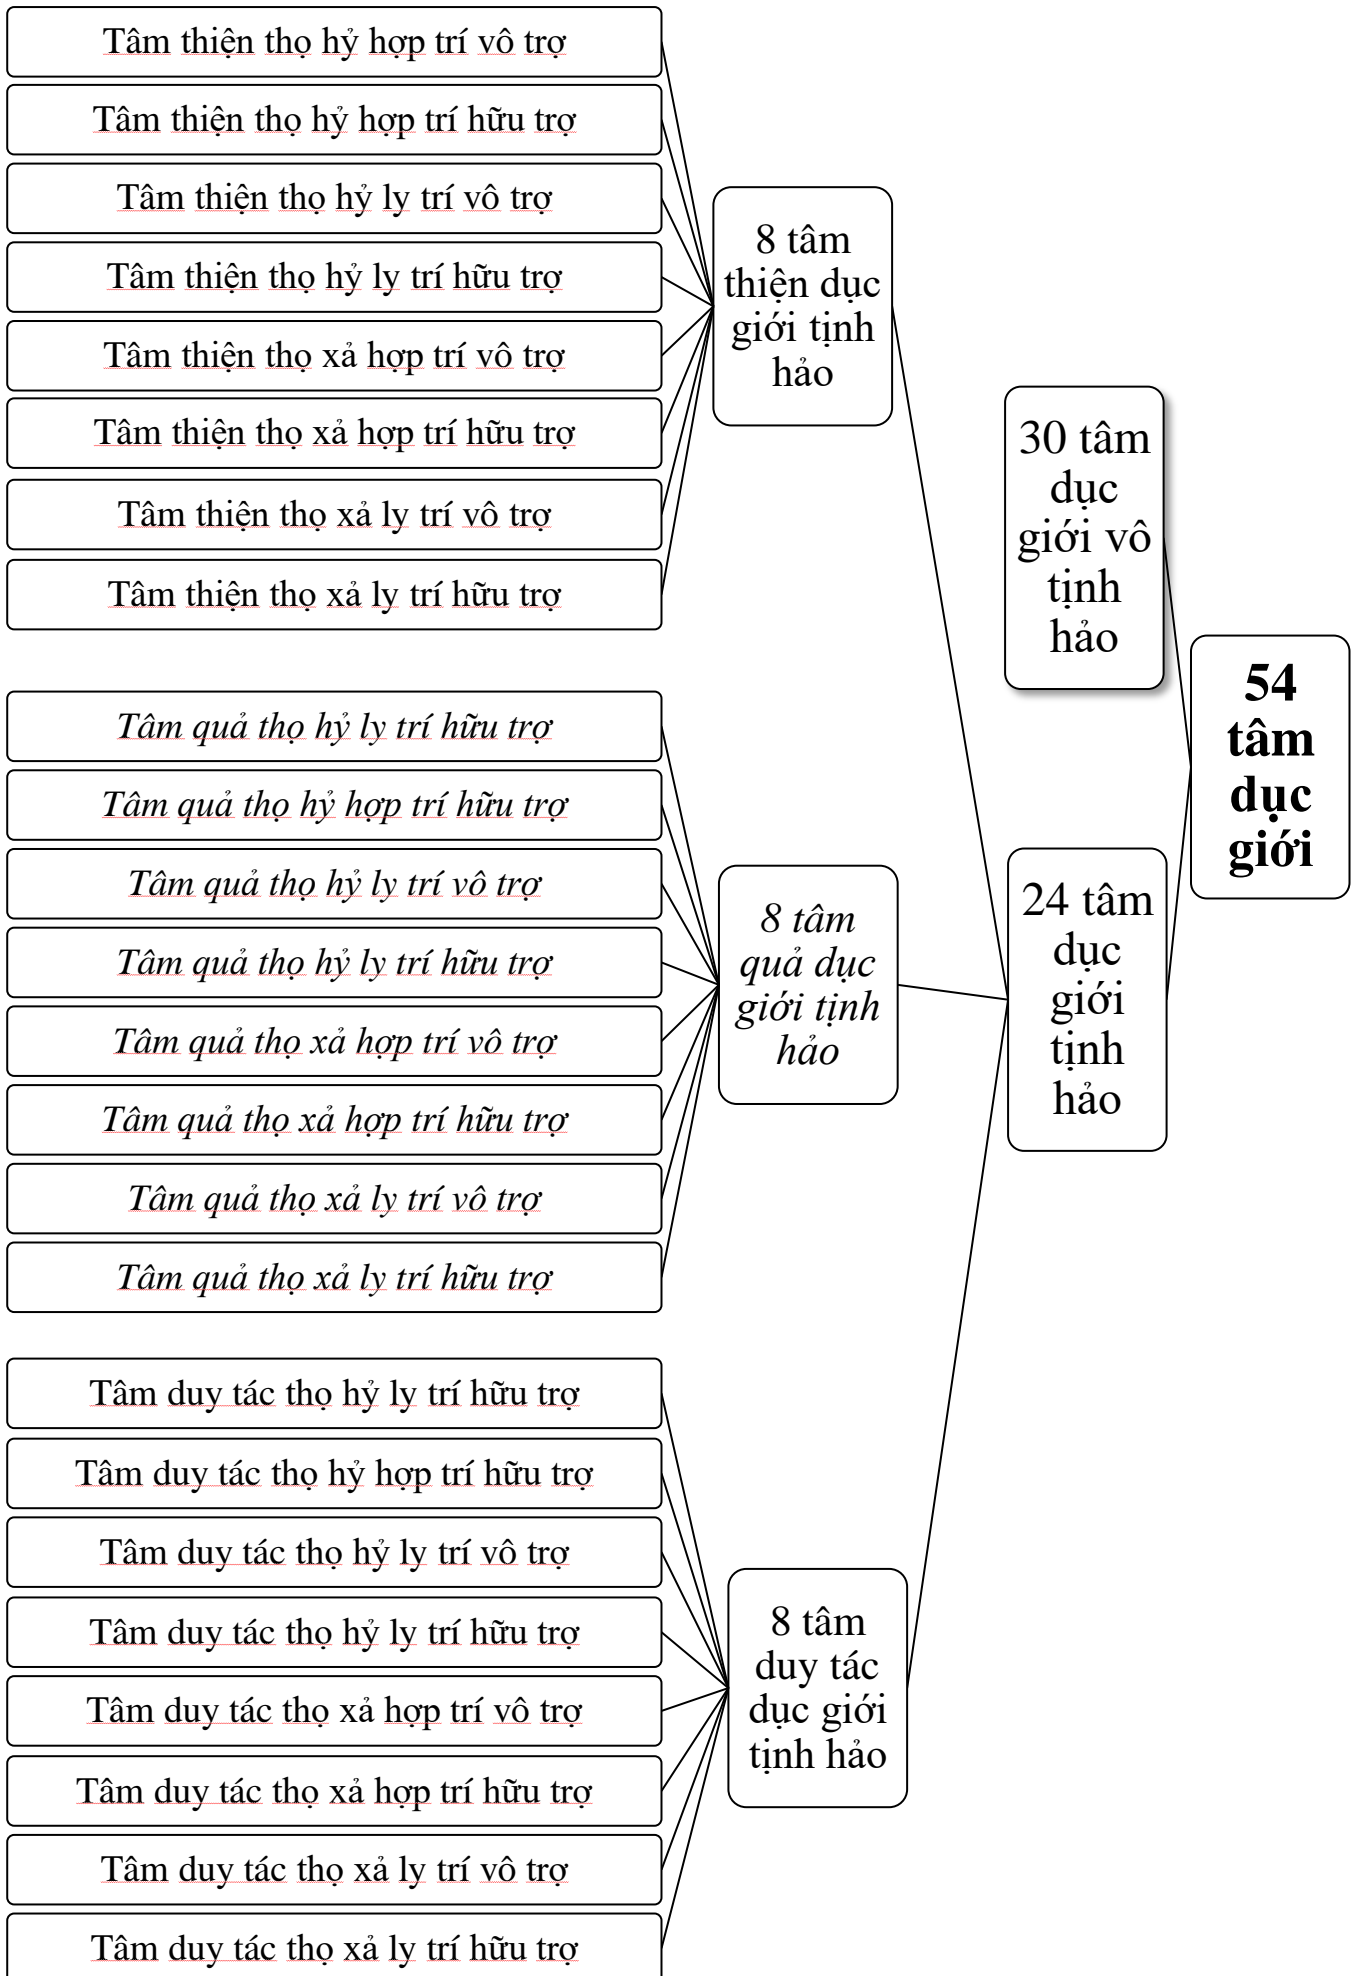 Tâm thiện thọ hỷ hợp trí vô trợ
Tâm thiện thọ hỷ hợp trí hữu trợ
Tâm thiện thọ hỷ ly trí vô trợ
Tâm thiện thọ hỷ ly trí hữu trợ
Tâm thiện thọ xả hợp trí vô trợ
Tâm thiện thọ xả hợp trí hữu trợ
Tâm thiện thọ xả ly trí vô trợ
Tâm thiện thọ xả ly trí hữu trợ
8 tâm
thiện dục
giới tịnh
hảo
Tâm quả thọ hỷ ly trí hữu trợ
Tâm quả thọ hỷ hợp trí hữu trợ
Tâm quả thọ hỷ ly trí vô trợ
Tâm quả thọ hỷ ly trí hữu trợ
Tâm quả thọ xả hợp trí vô trợ
Tâm quả thọ xả hợp trí hữu trợ
Tâm quả thọ xả ly trí vô trợ
Tâm quả thọ xả ly trí hữu trợ
8 tâm
quả dục
giới tịnh
hảo
Tâm duy tác thọ hỷ ly trí hữu trợ
Tâm duy tác thọ hỷ hợp trí hữu trợ
Tâm duy tác thọ hỷ ly trí vô trợ
Tâm duy tác thọ hỷ ly trí hữu trợ
Tâm duy tác thọ xả hợp trí vô trợ
Tâm duy tác thọ xả hợp trí hữu trợ
Tâm duy tác thọ xả ly trí vô trợ
Tâm duy tác thọ xả ly trí hữu trợ
8 tâm
duy tác
dục giới
tịnh hảo
30 tâm
dục
giới vô
tịnh
hảo
24 tâm
dục
giới
tịnh
hảo
54
tâm
dục
giới